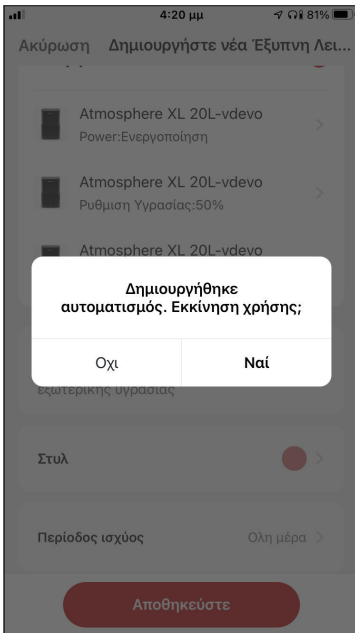 4:20 μμ
81%
Ακύρωση Δημιουργήστε νέα Έξυπνη Λει...
Atmosphere XL 20L-vdevo
Power:Ενεργοποίηση
Atmosphere XL 20L-vdevo
Ρυθμιση Υγρασίας:50%
Atmosphere XL 20L-vdevo
Δημιουργήθηκε
αυτοματισμός. Εκκίνηση χρήσης;
Οχι
Ναί
εξωτερικής υγρασίας
Στυλ
Περίοδος ισχύος
Ολη μέρα
Αποθηκεύστε